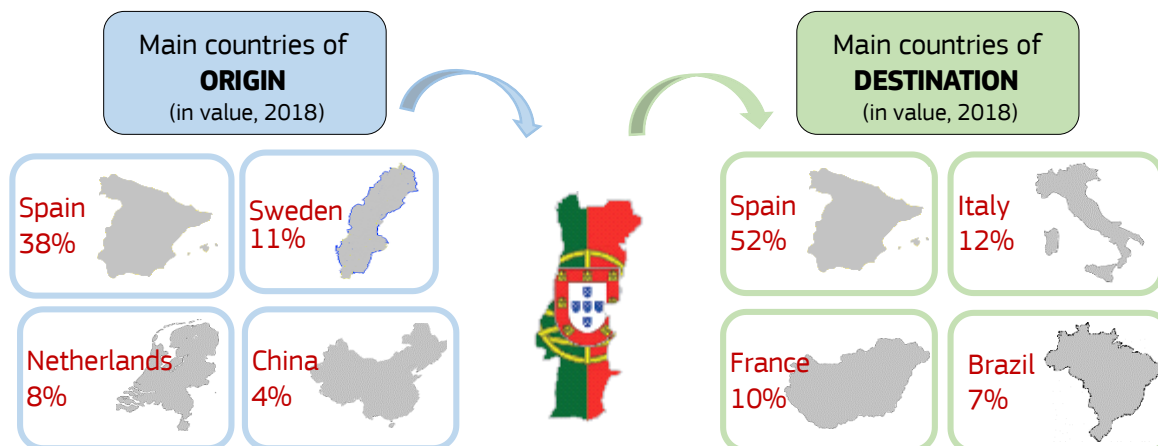 Main countries of
ORIGIN
(in value, 2018)
Main countries of
DESTINATION
(in value, 2018)
Spain
38%
Sweden
11%
Netherlands
8%
China
4%
Spain
52%
Italy
12%
France
10%
Brazil
7%